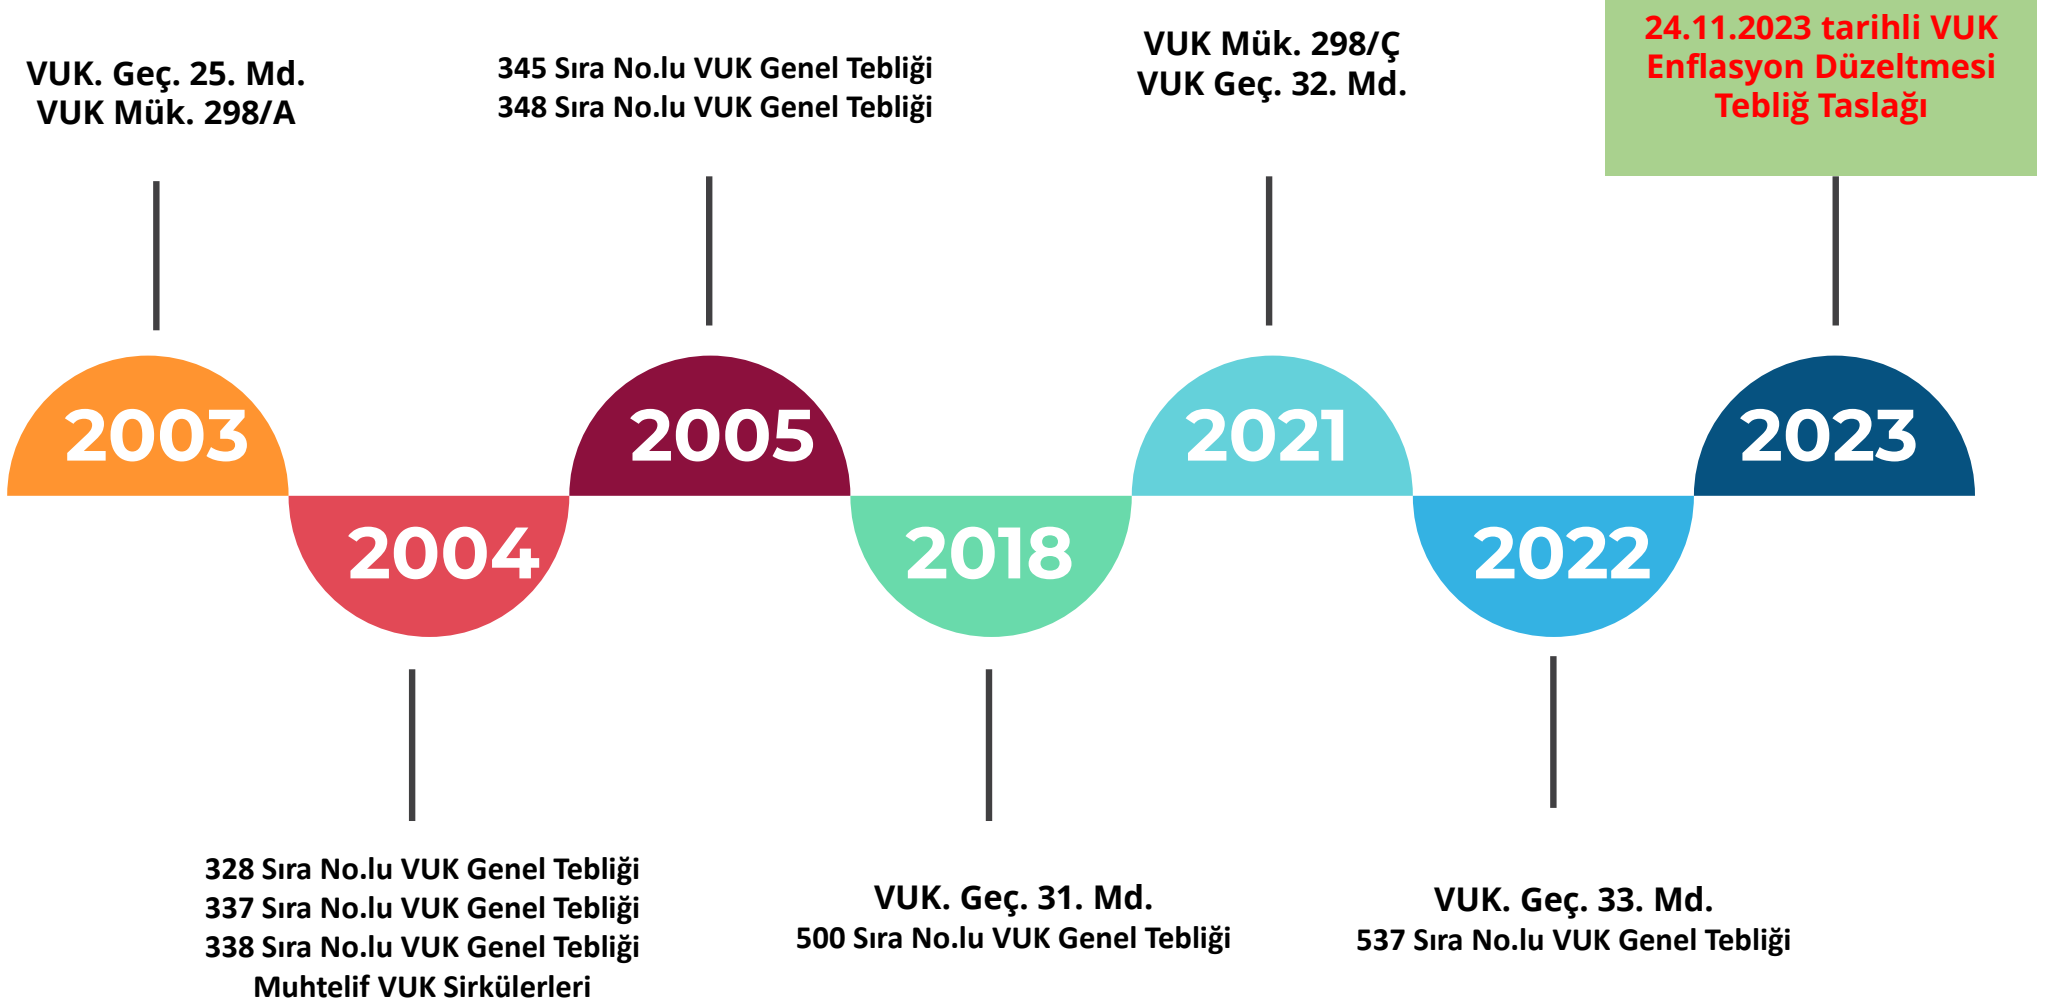 VUK. Geç. 25. Md.
VUK Mük. 298/A
345 Sıra No.lu VUK Genel Tebliği
348 Sıra No.lu VUK Genel Tebliği
VUK Mük. 298/Ç
VUK Geç. 32. Md.
24.11.2023 tarihli VUK
Enflasyon Düzeltmesi
Tebliğ Taslağı
2003
2004
2005
2018
2021
2022
2023
328 Sıra No.lu VUK Genel Tebliği
337 Sıra No.lu VUK Genel Tebliği
338 Sıra No.lu VUK Genel Tebliği
Muhtelif VUK Sirkülerleri
VUK. Geç. 31. Md.
500 Sıra No.lu VUK Genel Tebliği
VUK. Geç. 33. Md.
537 Sıra No.lu VUK Genel Tebliği